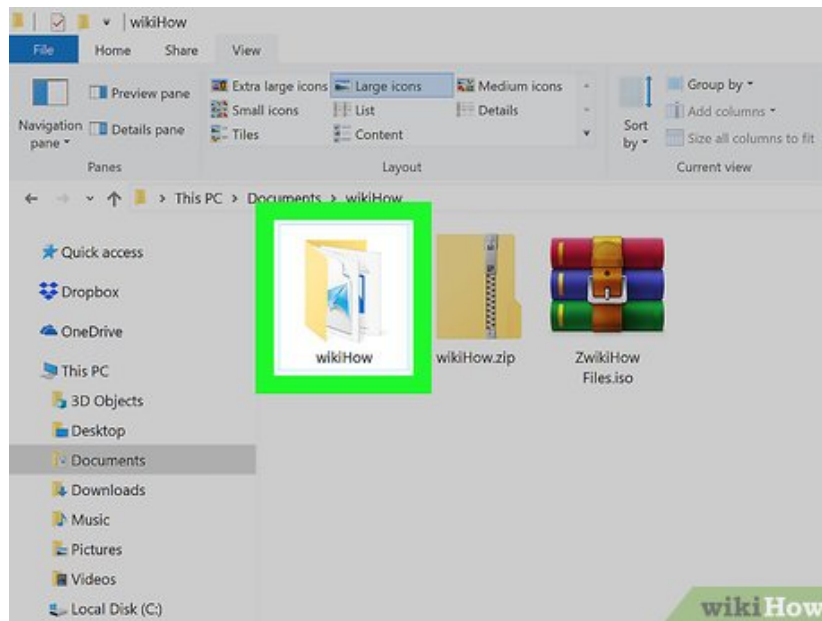 wikiHow
File Home Share View
Navigation pane
Preview pane
Details pane
Panes
Extra large icons Large icons Medium icons
Small icons List Details
Tiles Content
Layout
Sort by
Group by
Add columns
Size all columns to fit
Current view
This PC > Documents > wikiHow
Quick access
Dropbox
OneDrive
This PC
3D Objects
Desktop
Documents
Downloads
Music
Pictures
Videos
Local Disk (C:)
wikiHow
wikiHow.zip
ZwikiHow
Files.iso
wikiHow